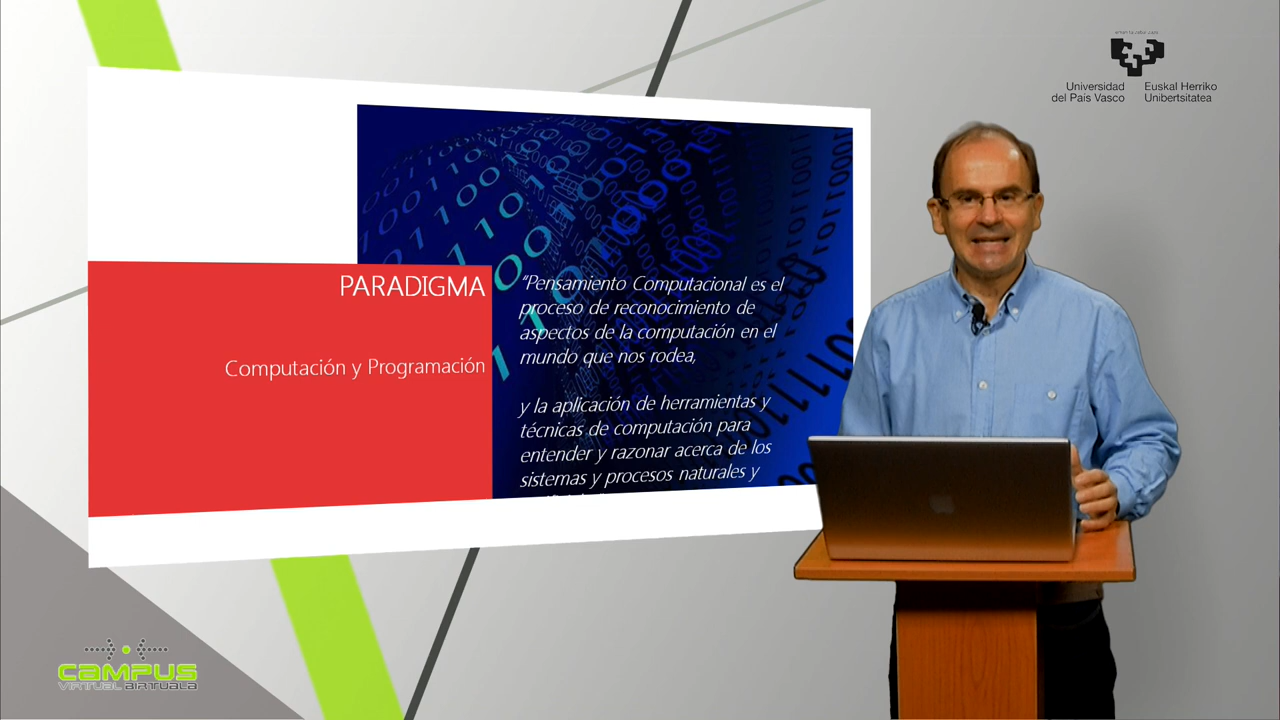 Universidad
del País Vasco
Euskal Herriko
Unibertsitatea
PARADIGMA
Computación y Programación
“Pensamiento Computacional es el
proceso de reconocimiento de
aspectos de la computación en el
mundo que nos rodea,
y la aplicación de herramientas y
técnicas de computación para
entender y razonar acerca de los
sistemas y procesos naturales y
CAMPUS
VIRTUAL BIRTUALA